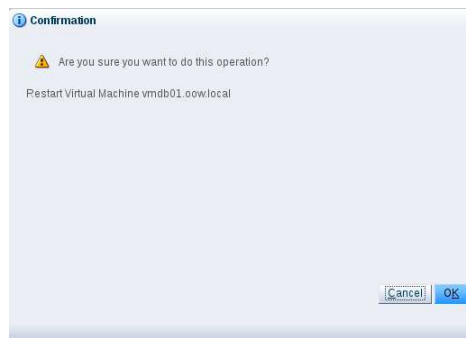 Confirmation
Are you sure you want to do this operation?
Restart Virtual Machine vmdb01.oow.local
Cancel OK